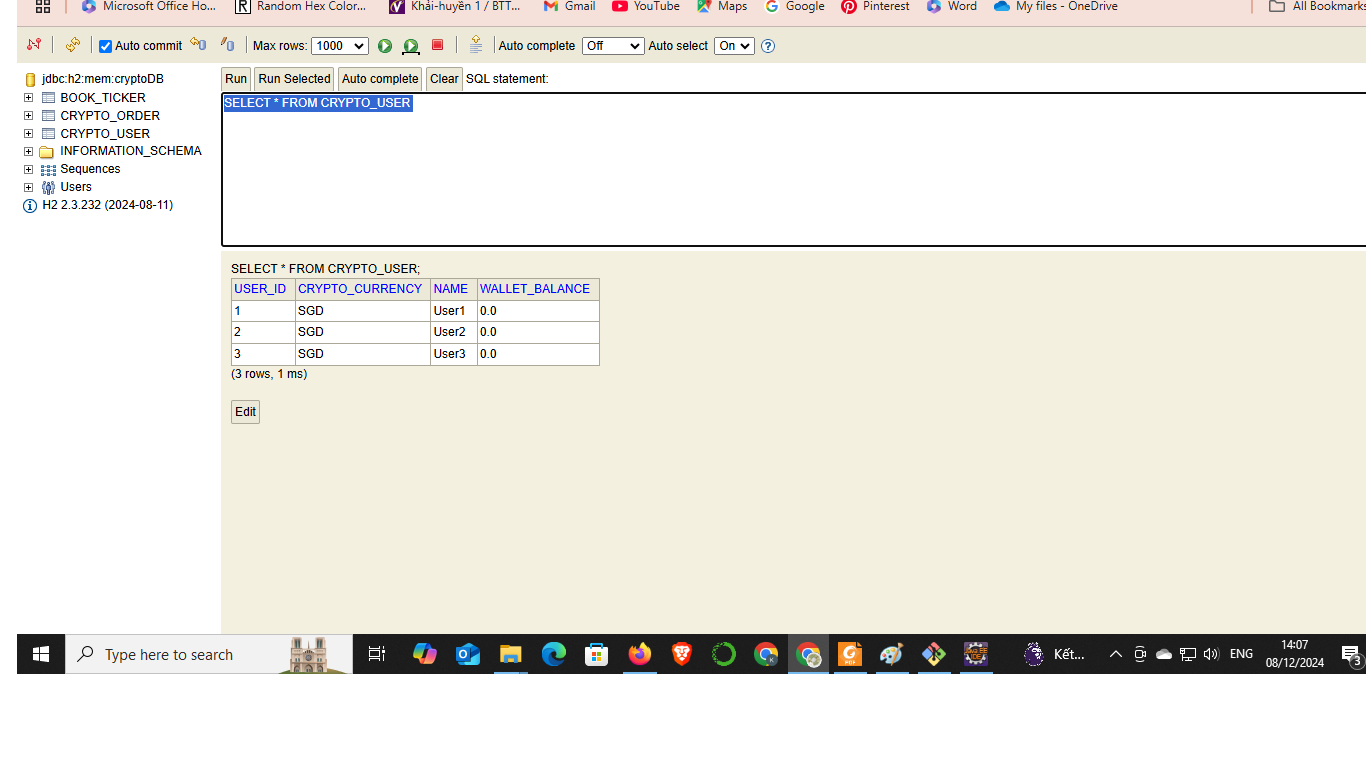 Microsoft Office Ho... Random Hex Color... Khải-huyền 1 / BTT... Gmail YouTube Maps Google Pinterest Word My files - OneDrive All Bookmarks
Auto commit Max rows: 1000 Auto complete Off Auto select On
jdbc:h2:mem:cryptoDB
BOOK_TICKER
CRYPTO_ORDER
CRYPTO_USER
INFORMATION_SCHEMA
Sequences
Users
H2 2.3.232 (2024-08-11)
Run Run Selected Auto complete Clear SQL statement:
SELECT * FROM CRYPTO_USER
SELECT * FROM CRYPTO_USER;
USER_ID CRYPTO_CURRENCY NAME WALLET_BALANCE
1 SGD User1 0.0
2 SGD User2 0.0
3 SGD User3 0.0
(3 rows, 1 ms)
Edit
Type here to search Kết... ENG 14:07
08/12/2024 3